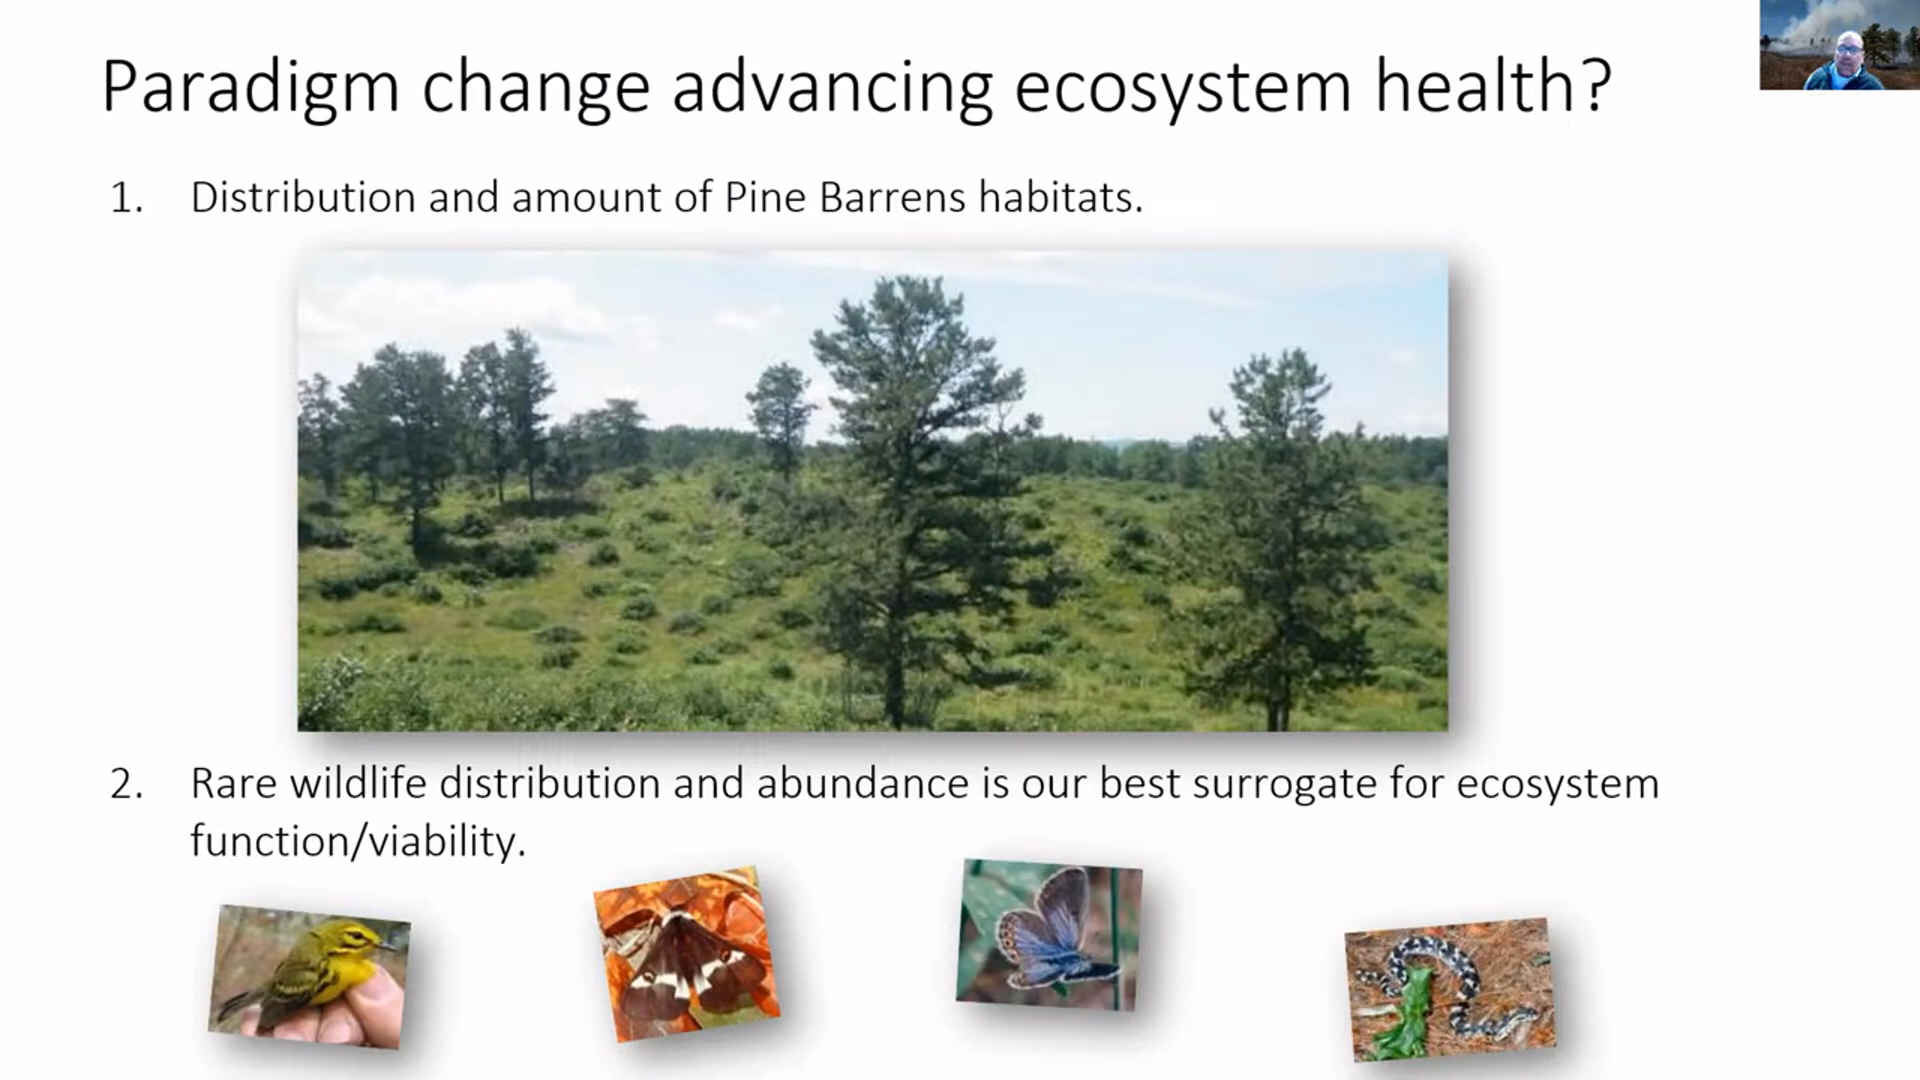 Paradigm change advancing ecosystem health?
1. Distribution and amount of Pine Barrens habitats.
2. Rare wildlife distribution and abundance is our best surrogate for ecosystem
function/viability.